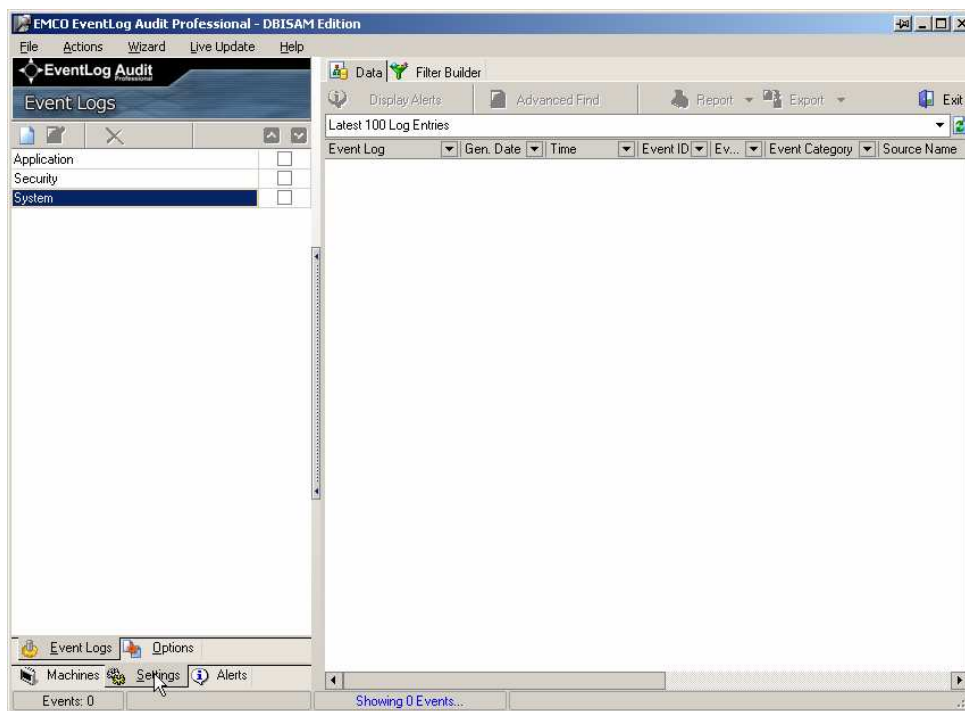 EMCO EventLog Audit Professional - DBISAM Edition
File Actions Wizard Live Update Help
EventLog Audit
Professional
Event Logs
Application
Security
System
Event Logs Options
Machines Settings Alerts
Events: 0
Data Filter Builder
Display Alerts Advanced Find Report Export Exit
Latest 100 Log Entries
Event Log Gen. Date Time Event ID Ev... Event Category Source Name
Showing 0 Events...